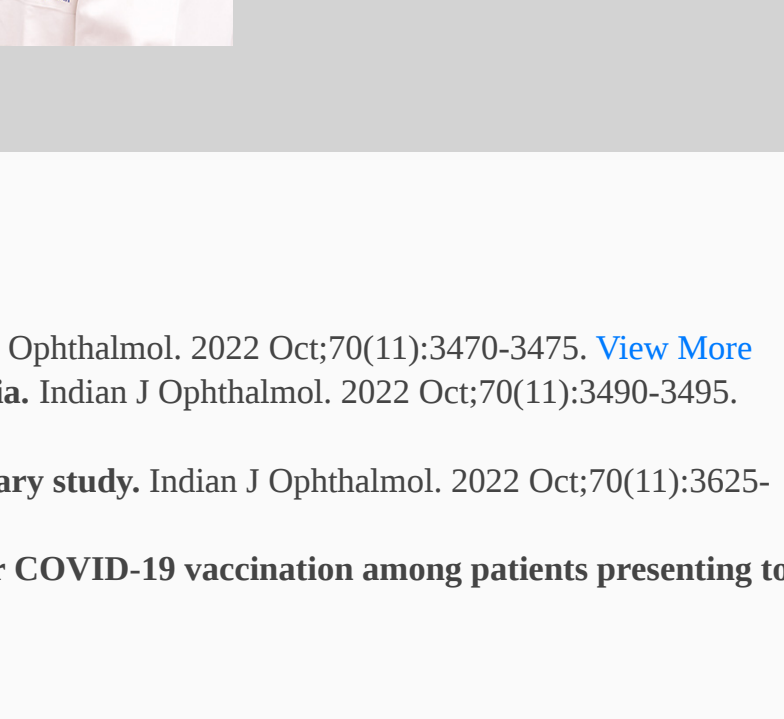 Ophthalmol. 2022 Oct;70(11):3470-3475. View More
ia. Indian J Ophthalmol. 2022 Oct;70(11):3490-3495.
ary study. Indian J Ophthalmol. 2022 Oct;70(11):3625-
r COVID-19 vaccination among patients presenting to